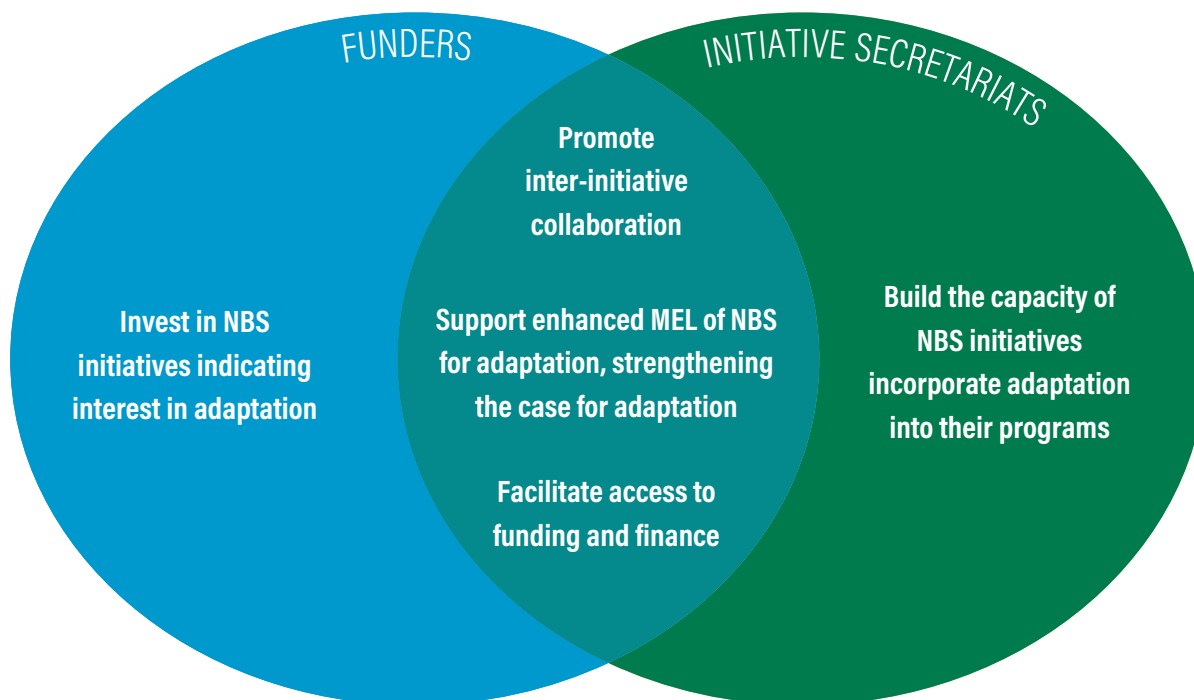 FUNDERS
INITIATIVE SECRETARIATS
Promote
inter-initiative
collaboration
Invest in NBS
initiatives indicating
interest in adaptation
Support enhanced MEL of NBS
for adaptation, strengthening
the case for adaptation
Facilitate access to
funding and finance
Build the capacity of
NBS initiatives
incorporate adaptation
into their programs